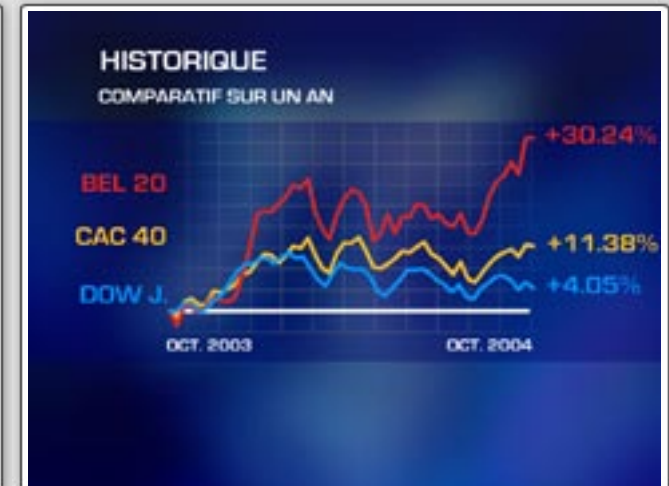 HISTORIQUE
COMPARATIF SUR UN AN
+30.24%
BEL 20
CAC 40
+11.38%
DOW J.
+4.05%
OCT. 2003
OCT. 2004